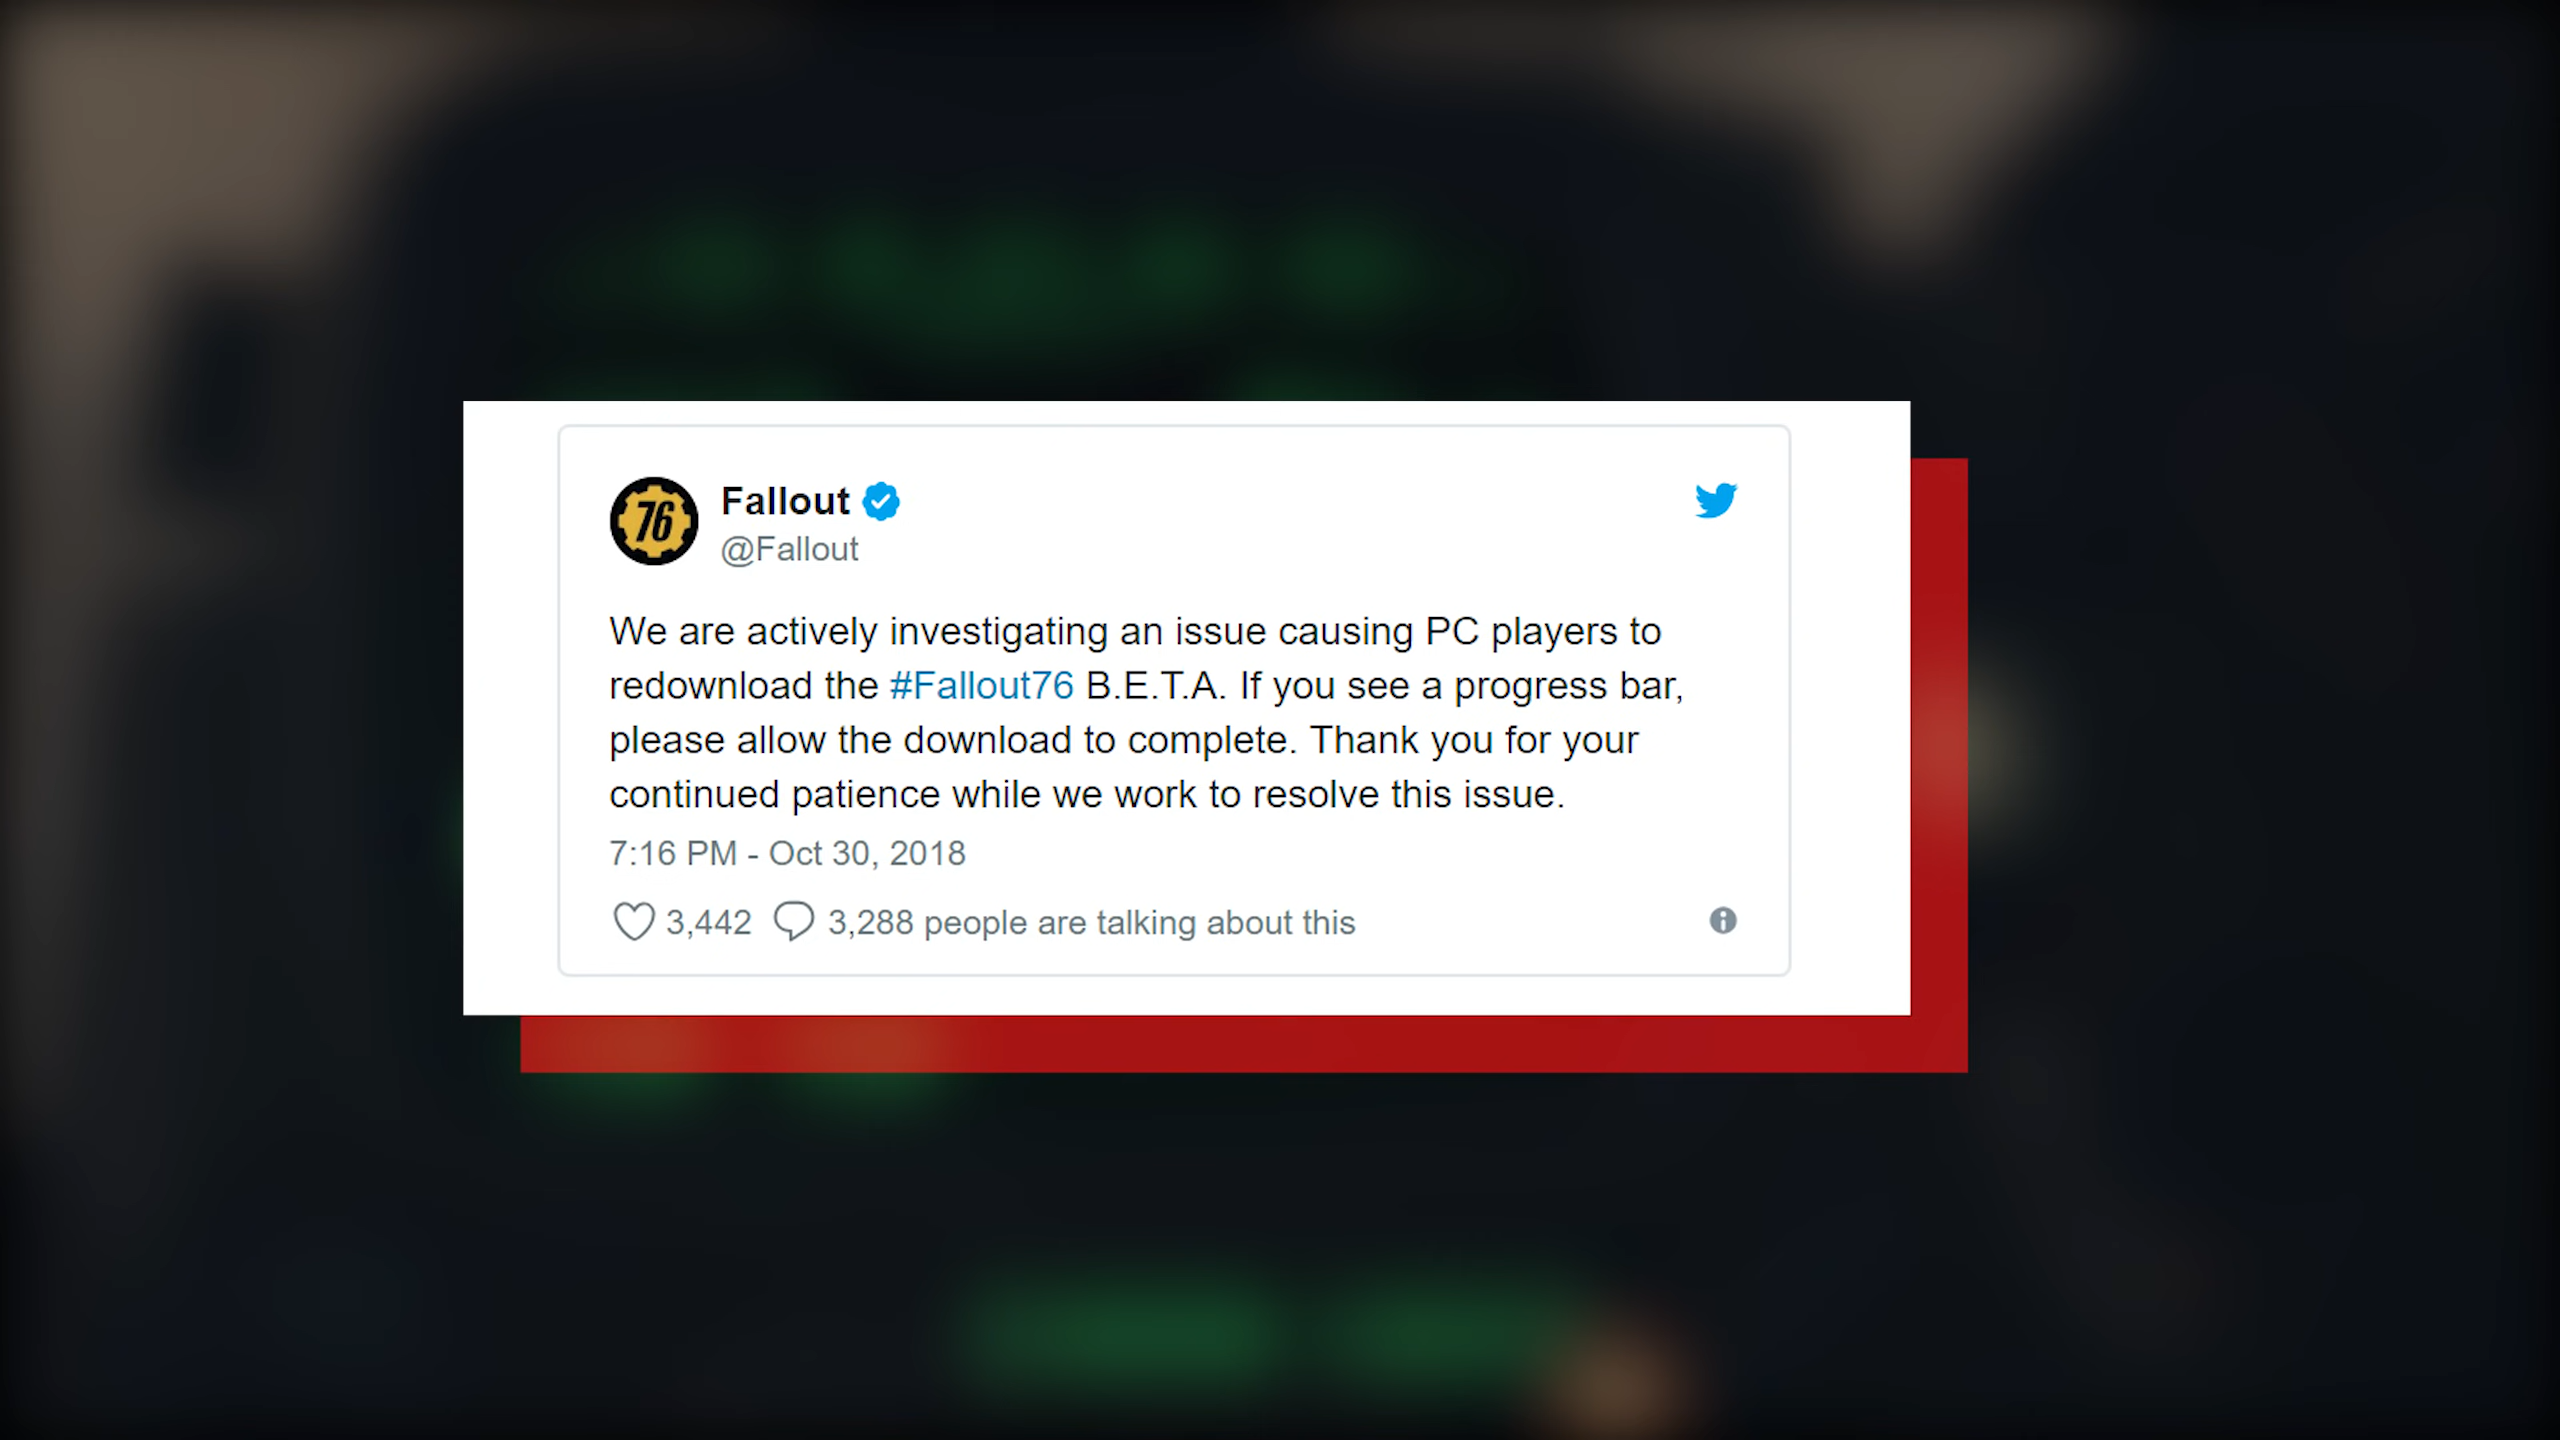 76
Fallout
@Fallout
We are actively investigating an issue causing PC players to
redownload the #Fallout76 B.E.T.A. If you see a progress bar,
please allow the download to complete. Thank you for your
continued patience while we work to resolve this issue.
7:16 PM - Oct 30, 2018
3,442 3,288 people are talking about this